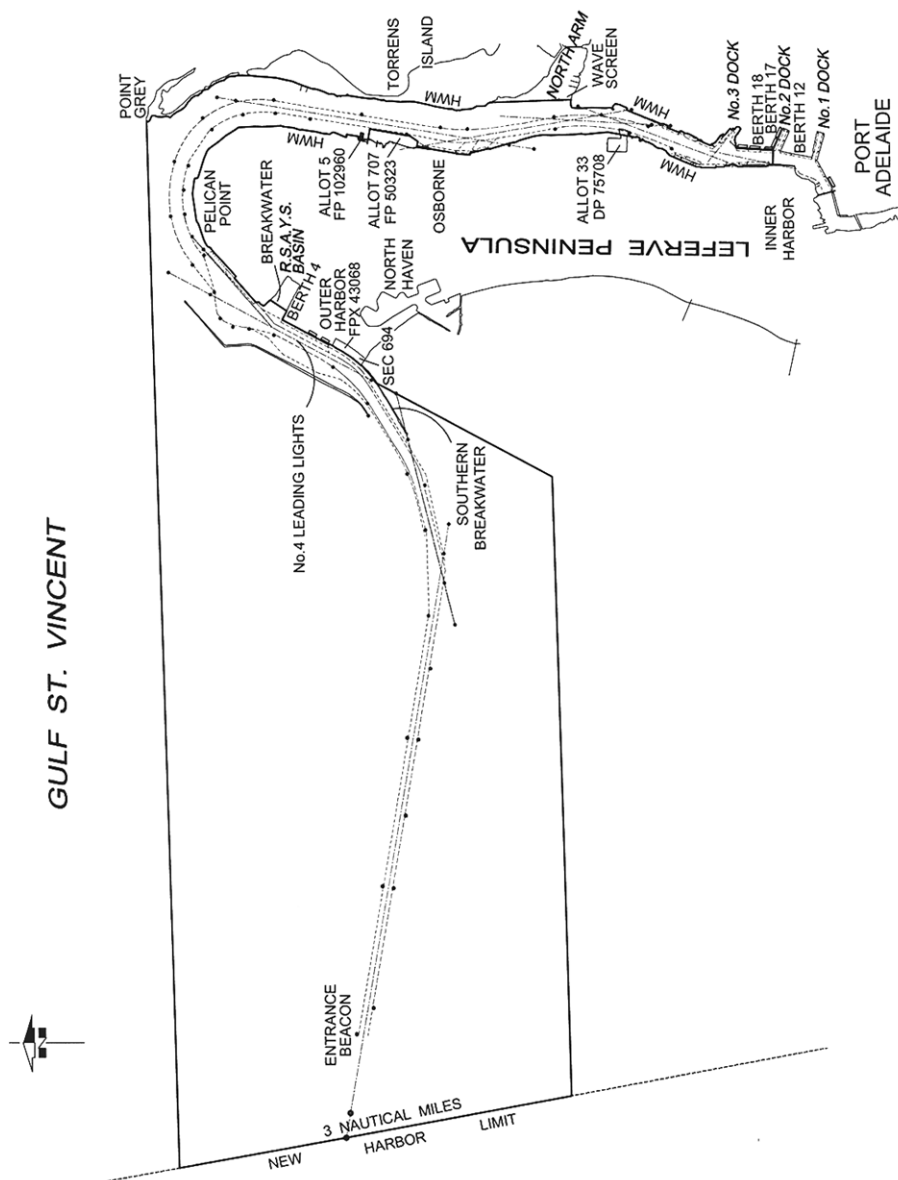 GULF ST. VINCENT
N
ENTRANCE
BEACON
3 NAUTICAL MILES
NEW HARBOR LIMIT
No.4 LEADING LIGHTS
SOUTHERN
BREAKWATER
SEC 694
OUTER
HARBOR
FPX 43068
BERTH 4
R.S.A.Y.S.
BASIN
BREAKWATER
PELICAN
POINT
POINT
GREY
NORTH
HAVEN
LEFERVE PENINSULA
HWM
ALLOT 5
FP 102960
ALLOT 707
FP 50323
OSBORNE
TORRENS
ISLAND
HWM
NORTH ARM
WAVE
SCREEN
ALLOT 33
DP 75708
HWM
HWM
INNER
HARBOR
No.3 DOCK
BERTH 18
BERTH 17
No.2 DOCK
BERTH 12
No.1 DOCK
PORT
ADELAIDE